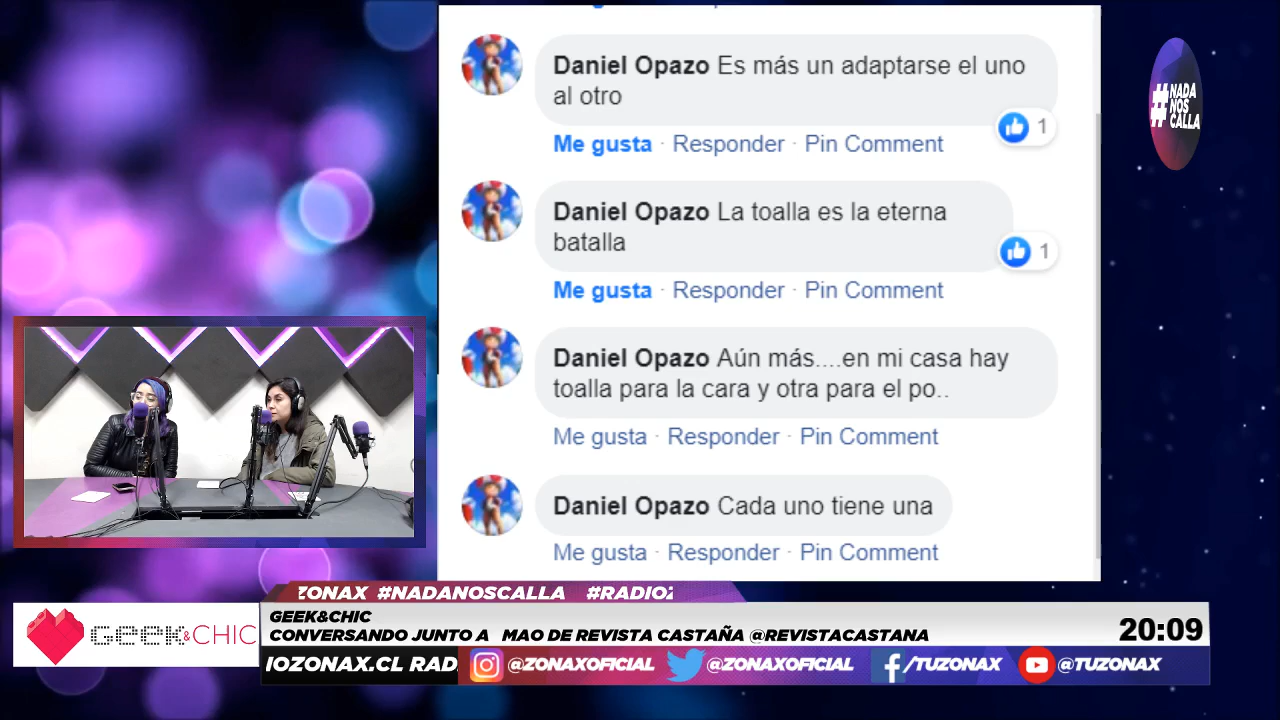 Daniel Opazo Es más un adaptarse el uno
al otro
1
Me gusta · Responder · Pin Comment
Daniel Opazo La toalla es la eterna
batalla
1
Me gusta · Responder · Pin Comment
Daniel Opazo Aún más....en mi casa hay
toalla para la cara y otra para el po..
Me gusta · Responder · Pin Comment
Daniel Opazo Cada uno tiene una
Me gusta · Responder · Pin Comment
#NADA
NOS
CALLA
ZONAX #NADANOSCALLA #RADIOZ
GEEK&CHIC
GEEK&CHIC
CONVERSANDO JUNTO A MAO DE REVISTA CASTAÑA @REVISTACASTANA
20:09
IOZONAX.CL RAD
@ZONAXOFICIAL
@ZONAXOFICIAL
/TUZONAX
@TUZONAX